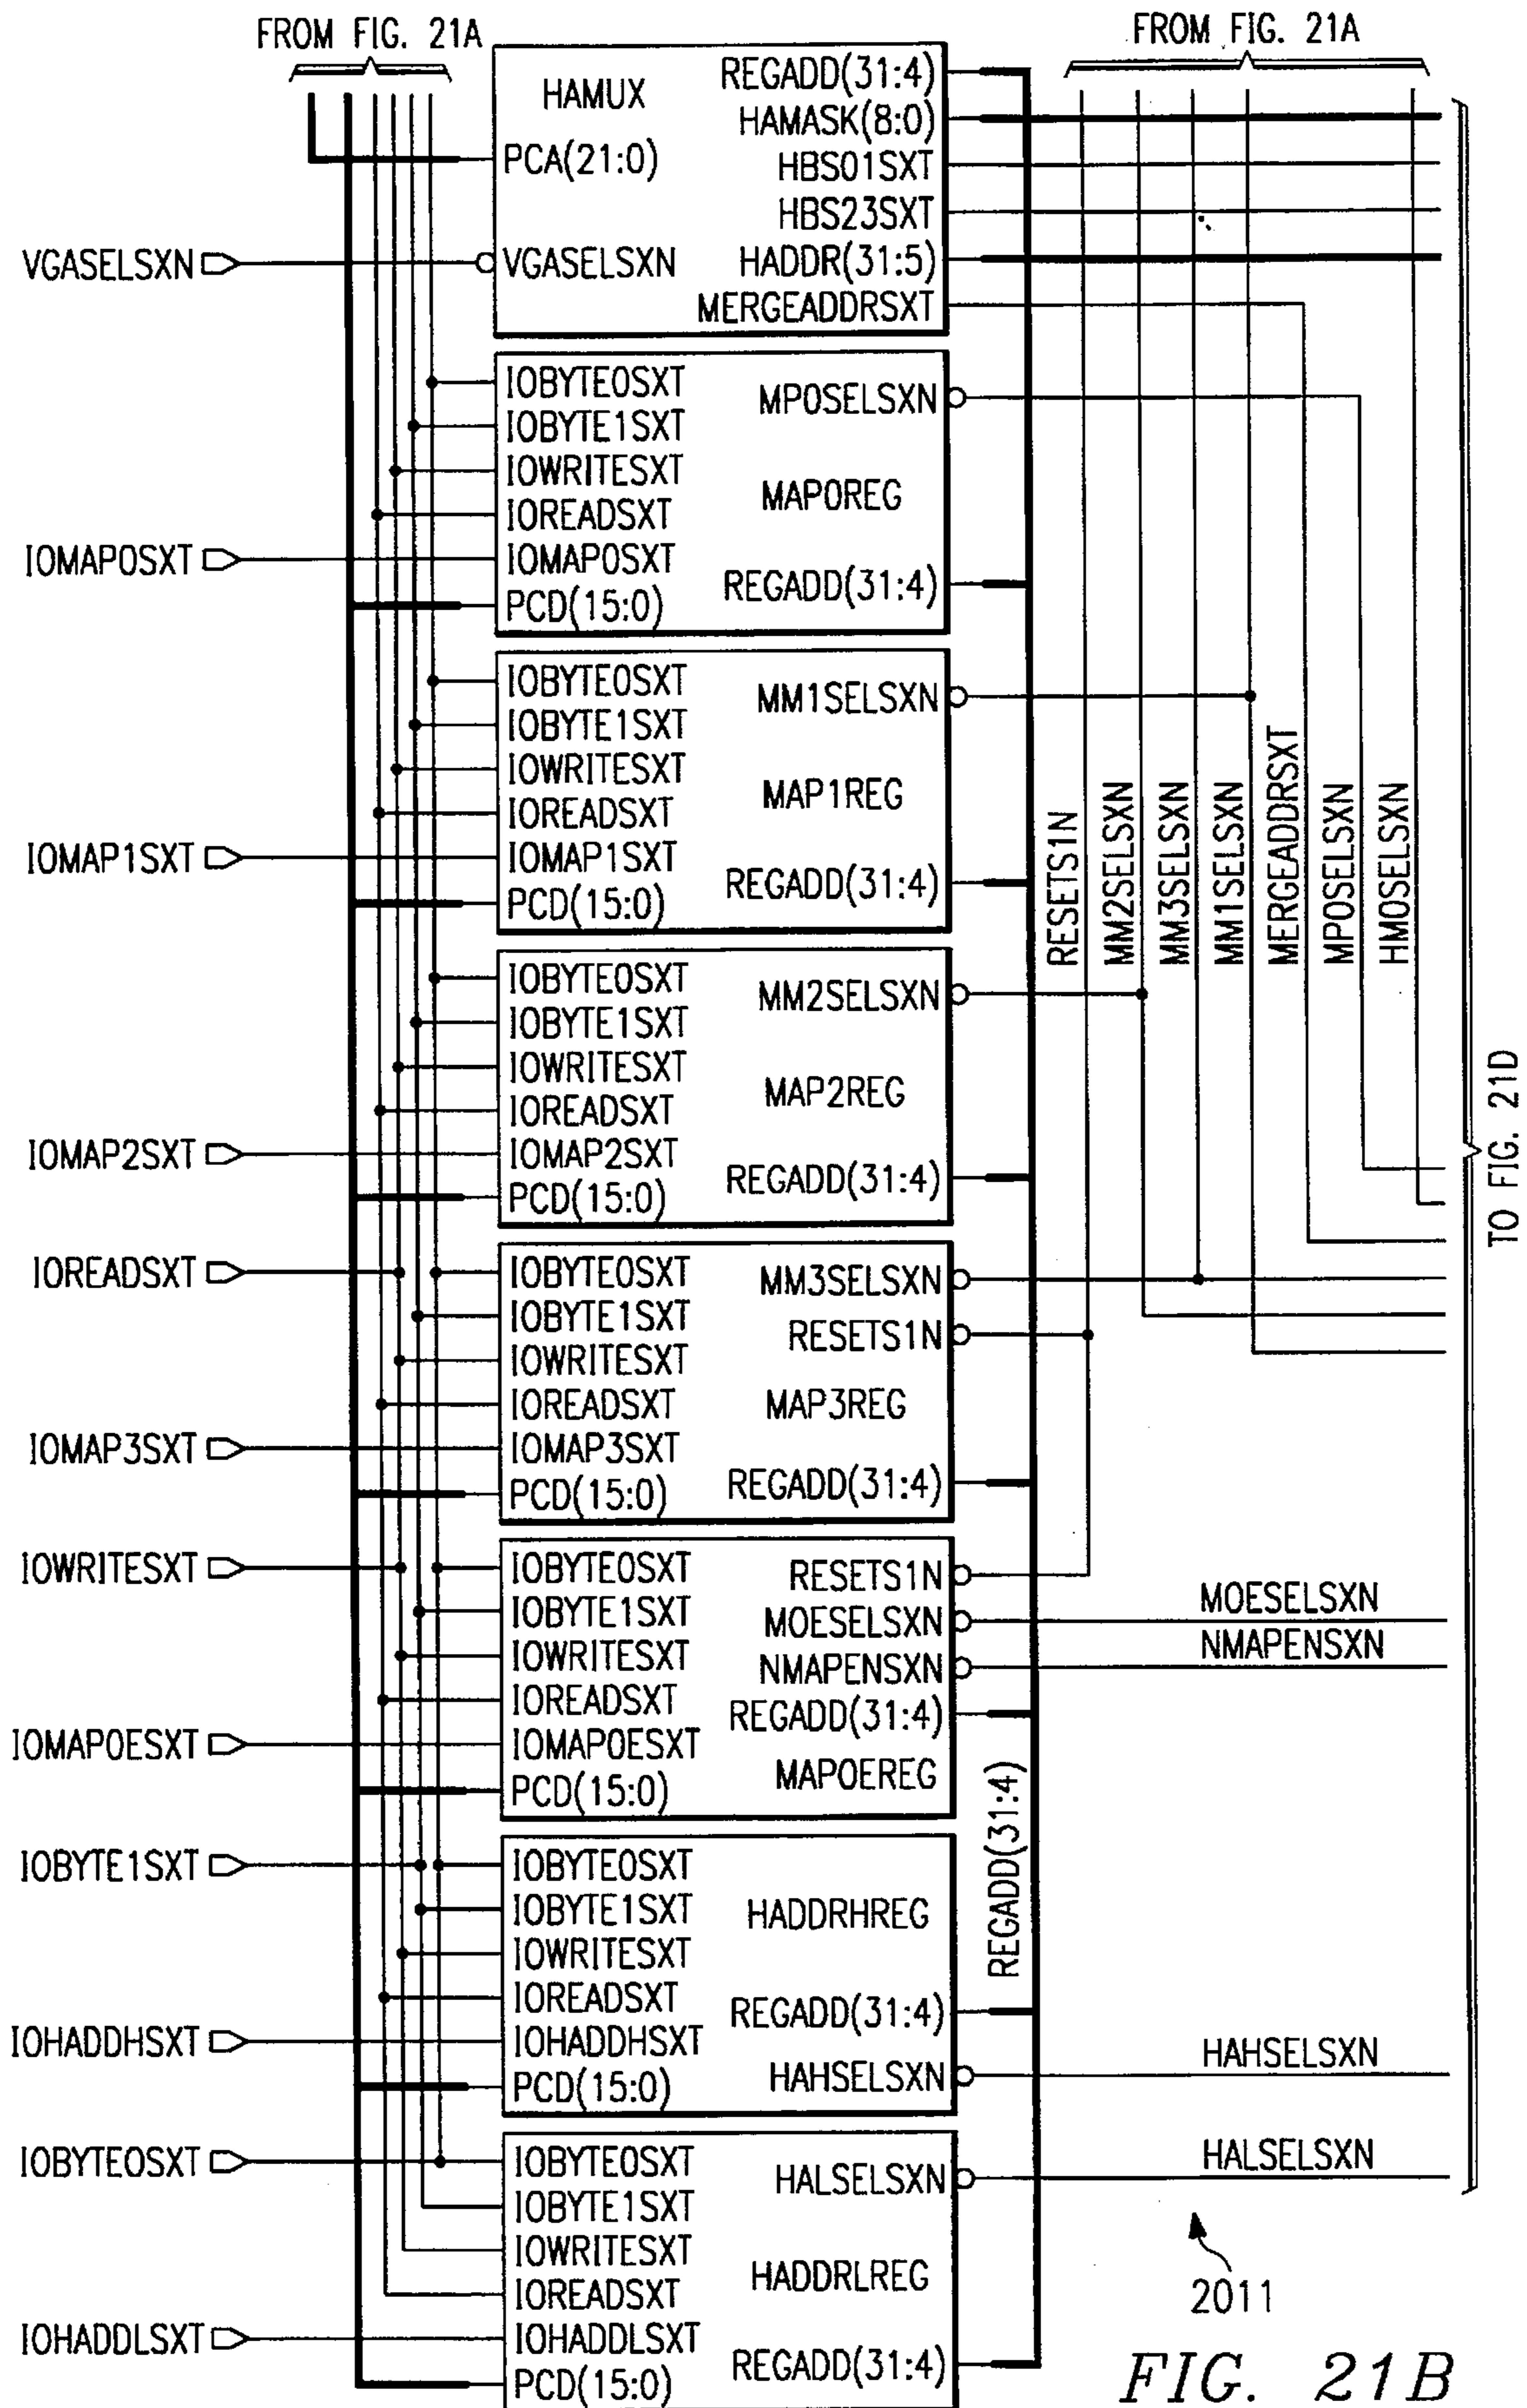 FROM FIG. 21A
FROM FIG. 21A
HAMUX
REGADD(31:4)
HAMASK(8:0)
PCA(21:0)
HBS01SXT
HBS23SXT
VGASELSXN
VGASELSXN
HADDR(31:5)
MERGEADDRSXT
IOBYTE0SXT
MP0SELSXN
IOBYTE1SXT
IOWRITESXT
MAP0REG
IOREADSXT
IOMAP0SXT
IOMAP0SXT
REGADD(31:4)
PCD(15:0)
IOBYTE0SXT
MM1SELSXN
IOBYTE1SXT
IOWRITESXT
MAP1REG
IOREADSXT
IOMAP1SXT
IOMAP1SXT
REGADD(31:4)
PCD(15:0)
RESETS1N
MM2SELSXN
MM3SELSXN
MM1SELSXN
MERGEADDRSXT
MP0SELSXN
HM0SELSXN
IOBYTE0SXT
MM2SELSXN
IOBYTE1SXT
IOWRITESXT
MAP2REG
IOREADSXT
IOMAP2SXT
IOMAP2SXT
REGADD(31:4)
PCD(15:0)
TO FIG. 21D
IOREADSXT
IOBYTE0SXT
MM3SELSXN
IOBYTE1SXT
RESETS1N
IOWRITESXT
IOREADSXT
MAP3REG
IOMAP3SXT
IOMAP3SXT
REGADD(31:4)
PCD(15:0)
IOWRITESXT
IOBYTE0SXT
RESETS1N
IOBYTE1SXT
MOESELSXN
MOESELSXN
IOWRITESXT
NMAPENSXN
NMAPENSXN
IOREADSXT
REGADD(31:4)
IOMAP0ESXT
IOMAP0ESXT
MAP0EREG
PCD(15:0)
REGADD(31:4)
IOBYTE1SXT
IOBYTE0SXT
IOBYTE1SXT
HADDRHREG
IOWRITESXT
IOREADSXT
REGADD(31:4)
IOHADDHSXT
IOHADDHSXT
HAHSELSXN
HAHSELSXN
PCD(15:0)
IOBYTE0SXT
IOBYTE0SXT
HALSELSXN
HALSELSXN
IOBYTE1SXT
IOWRITESXT
HADDRLREG
IOREADSXT
2011
IOHADDLSXT
IOHADDLSXT
REGADD(31:4)
PCD(15:0)
FIG. 21B